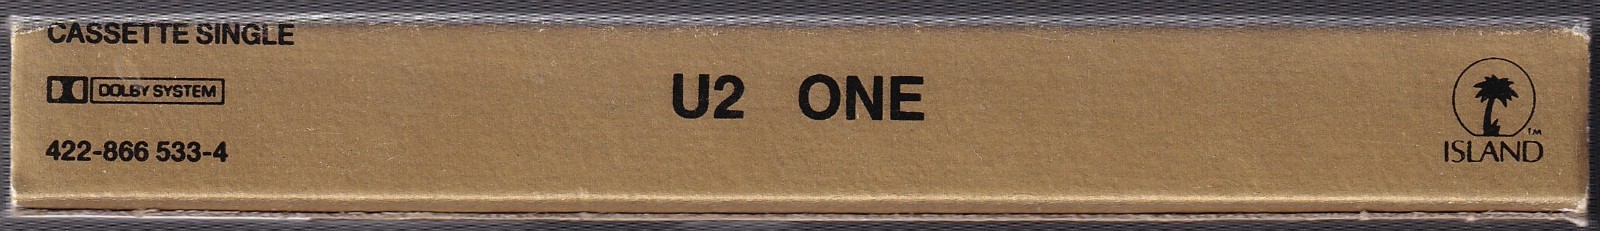 CASSETTE SINGLE
DOLBY SYSTEM
422-866 533-4
U2 ONE
TM
ISLAND